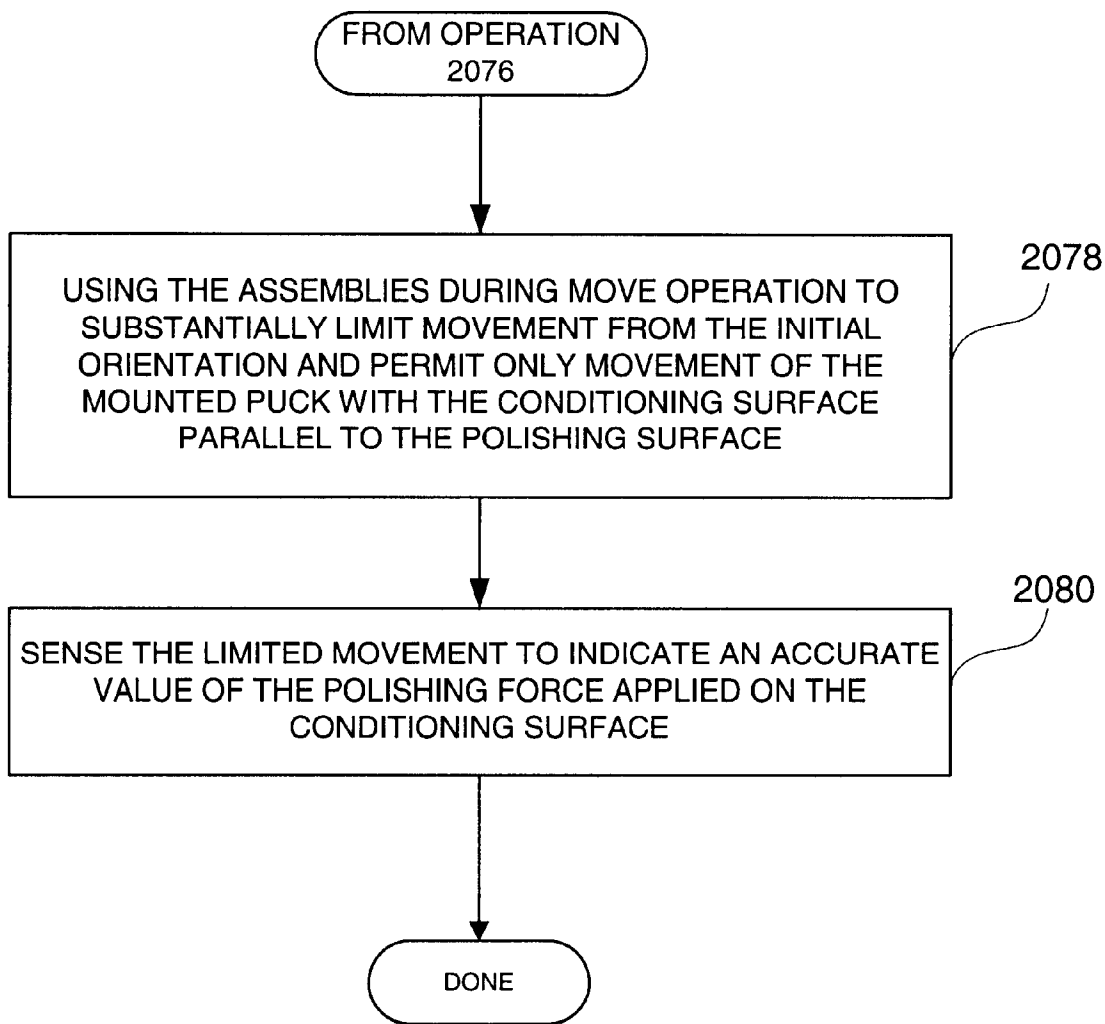 FROM OPERATION
2076
2078
USING THE ASSEMBLIES DURING MOVE OPERATION TO
SUBSTANTIALLY LIMIT MOVEMENT FROM THE INITIAL
ORIENTATION AND PERMIT ONLY MOVEMENT OF THE
MOUNTED PUCK WITH THE CONDITIONING SURFACE
PARALLEL TO THE POLISHING SURFACE
2080
SENSE THE LIMITED MOVEMENT TO INDICATE AN ACCURATE
VALUE OF THE POLISHING FORCE APPLIED ON THE
CONDITIONING SURFACE
DONE